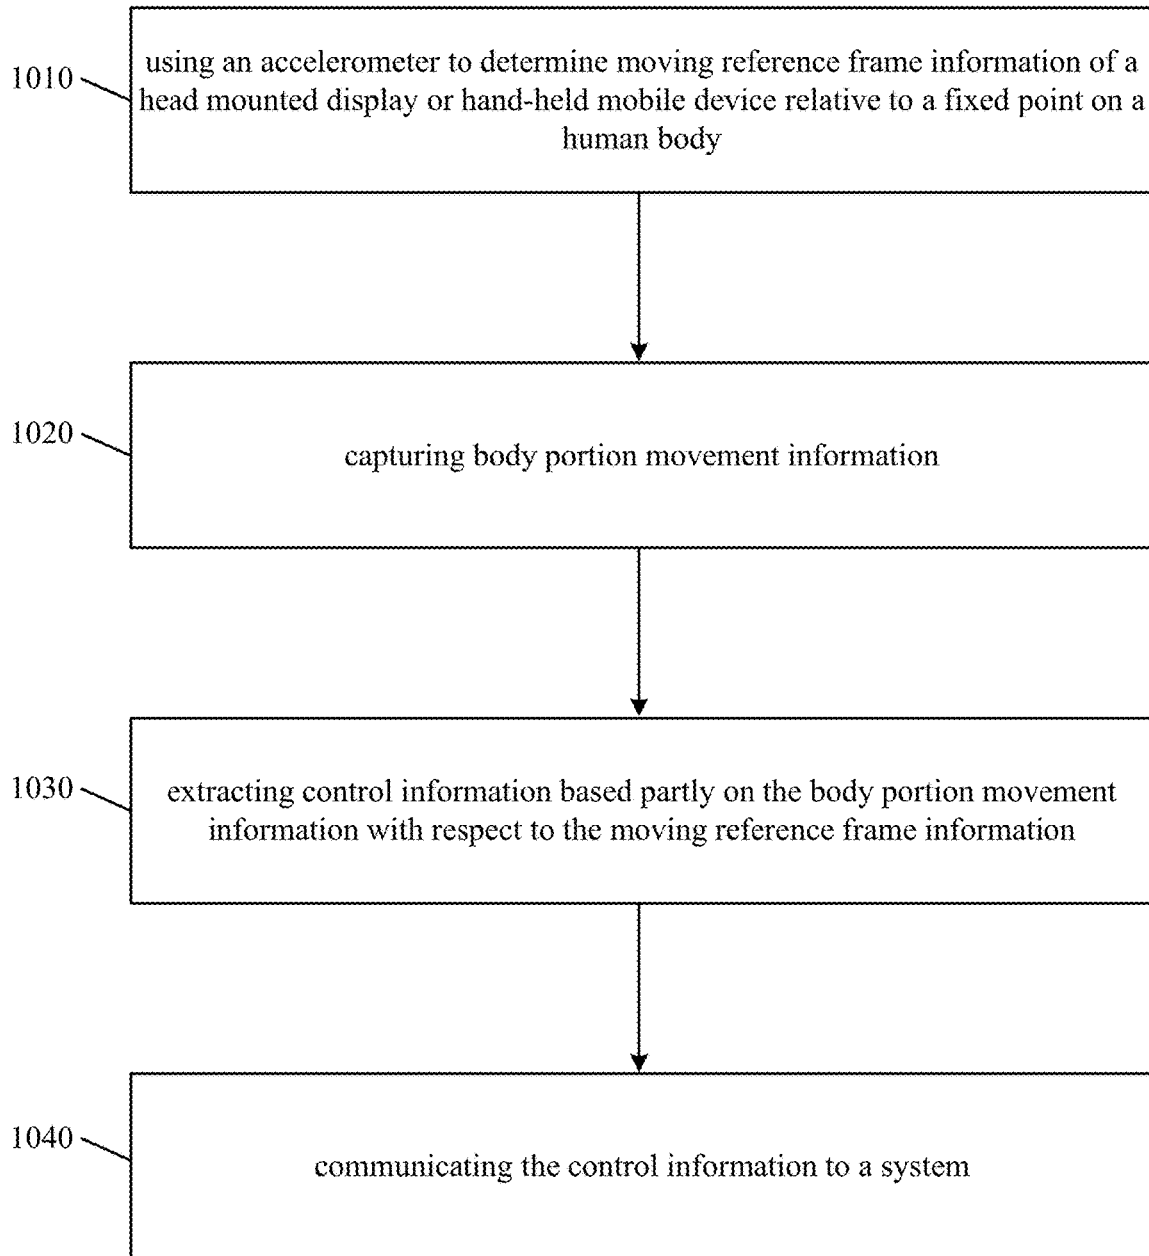 1010
using an accelerometer to determine moving reference frame information of a
head mounted display or hand-held mobile device relative to a fixed point on a
human body
1020
capturing body portion movement information
1030
extracting control information based partly on the body portion movement
information with respect to the moving reference frame information
1040
communicating the control information to a system